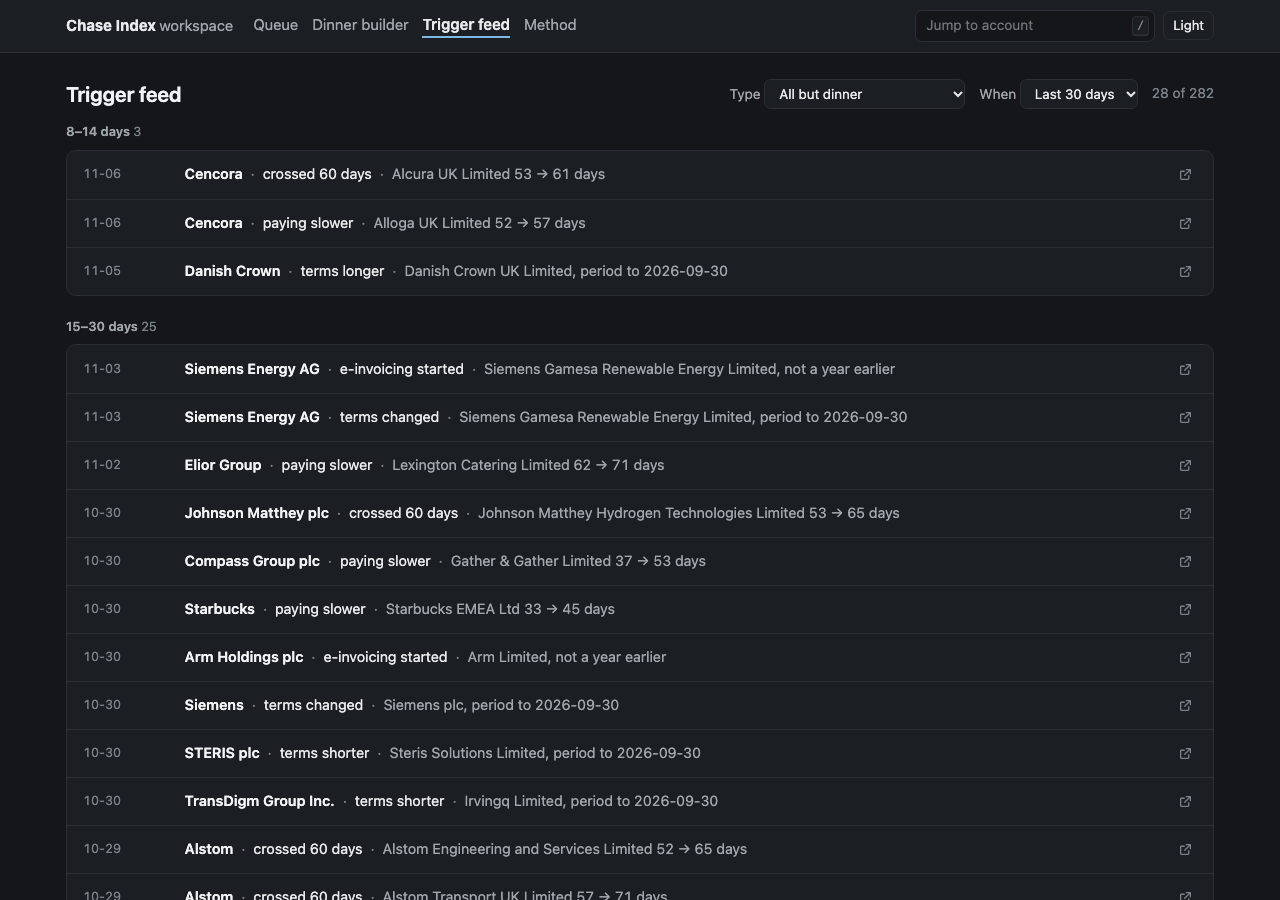 Chase Index workspace Queue Dinner builder Trigger feed Method Jump to account / Light
Trigger feed Type All but dinner When Last 30 days 28 of 282
8–14 days 3
11-06 Cencora · crossed 60 days · Alcura UK Limited 53 → 61 days
11-06 Cencora · paying slower · Alloga UK Limited 52 → 57 days
11-05 Danish Crown · terms longer · Danish Crown UK Limited, period to 2026-09-30
15–30 days 25
11-03 Siemens Energy AG · e-invoicing started · Siemens Gamesa Renewable Energy Limited, not a year earlier
11-03 Siemens Energy AG · terms changed · Siemens Gamesa Renewable Energy Limited, period to 2026-09-30
11-02 Elior Group · paying slower · Lexington Catering Limited 62 → 71 days
10-30 Johnson Matthey plc · crossed 60 days · Johnson Matthey Hydrogen Technologies Limited 53 → 65 days
10-30 Compass Group plc · paying slower · Gather & Gather Limited 37 → 53 days
10-30 Starbucks · paying slower · Starbucks EMEA Ltd 33 → 45 days
10-30 Arm Holdings plc · e-invoicing started · Arm Limited, not a year earlier
10-30 Siemens · terms changed · Siemens plc, period to 2026-09-30
10-30 STERIS plc · terms shorter · Steris Solutions Limited, period to 2026-09-30
10-30 TransDigm Group Inc. · terms shorter · Irvingq Limited, period to 2026-09-30
10-29 Alstom · crossed 60 days · Alstom Engineering and Services Limited 52 → 65 days
10-29 Alstom · crossed 60 days · Alstom Transport UK Limited 57 → 71 days